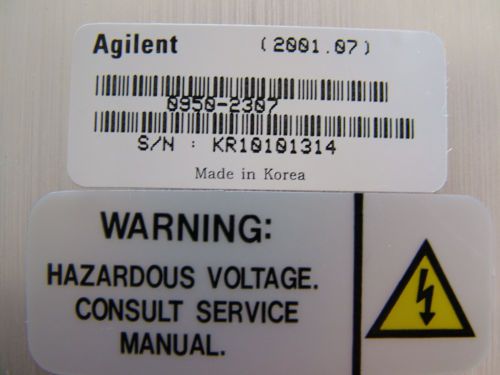 Agilent (2001.07)
0950-2307
S/N : KR10101314
Made in Korea
WARNING:
HAZARDOUS VOLTAGE.
CONSULT SERVICE
MANUAL.